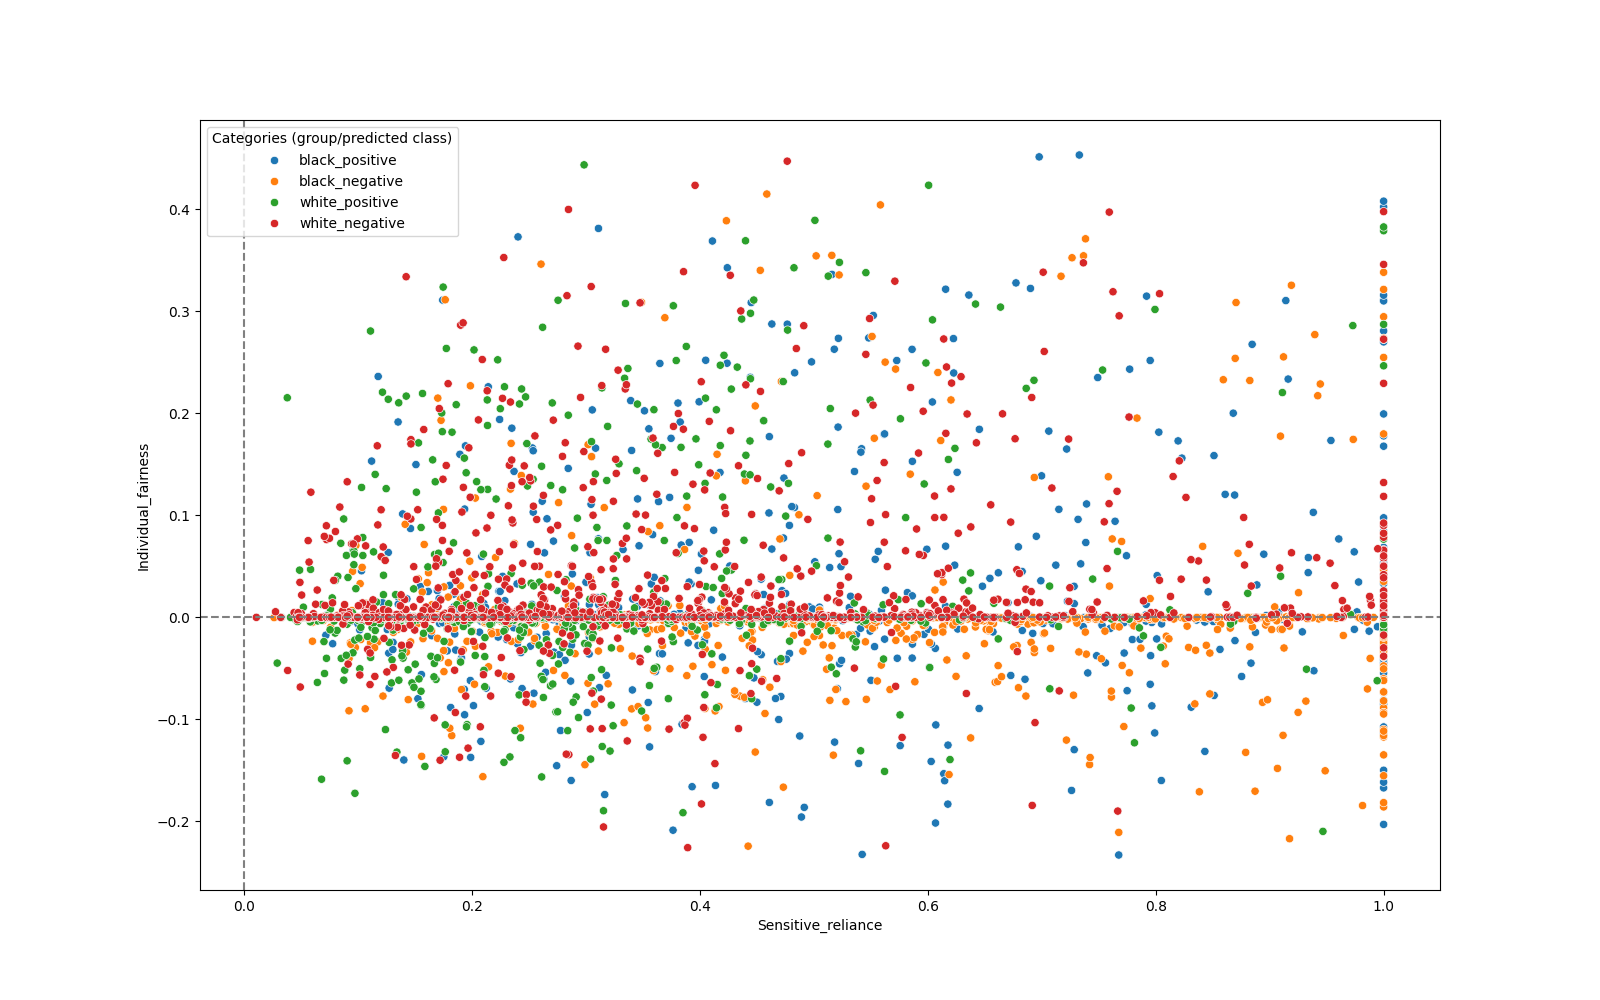 Categories (group/predicted class)
black_positive
black_negative
white_positive
white_negative
0.4
0.3
0.2
0.1
0.0
−0.1
−0.2
Individual_fairness
0.0 0.2 0.4 0.6 0.8 1.0
Sensitive_reliance